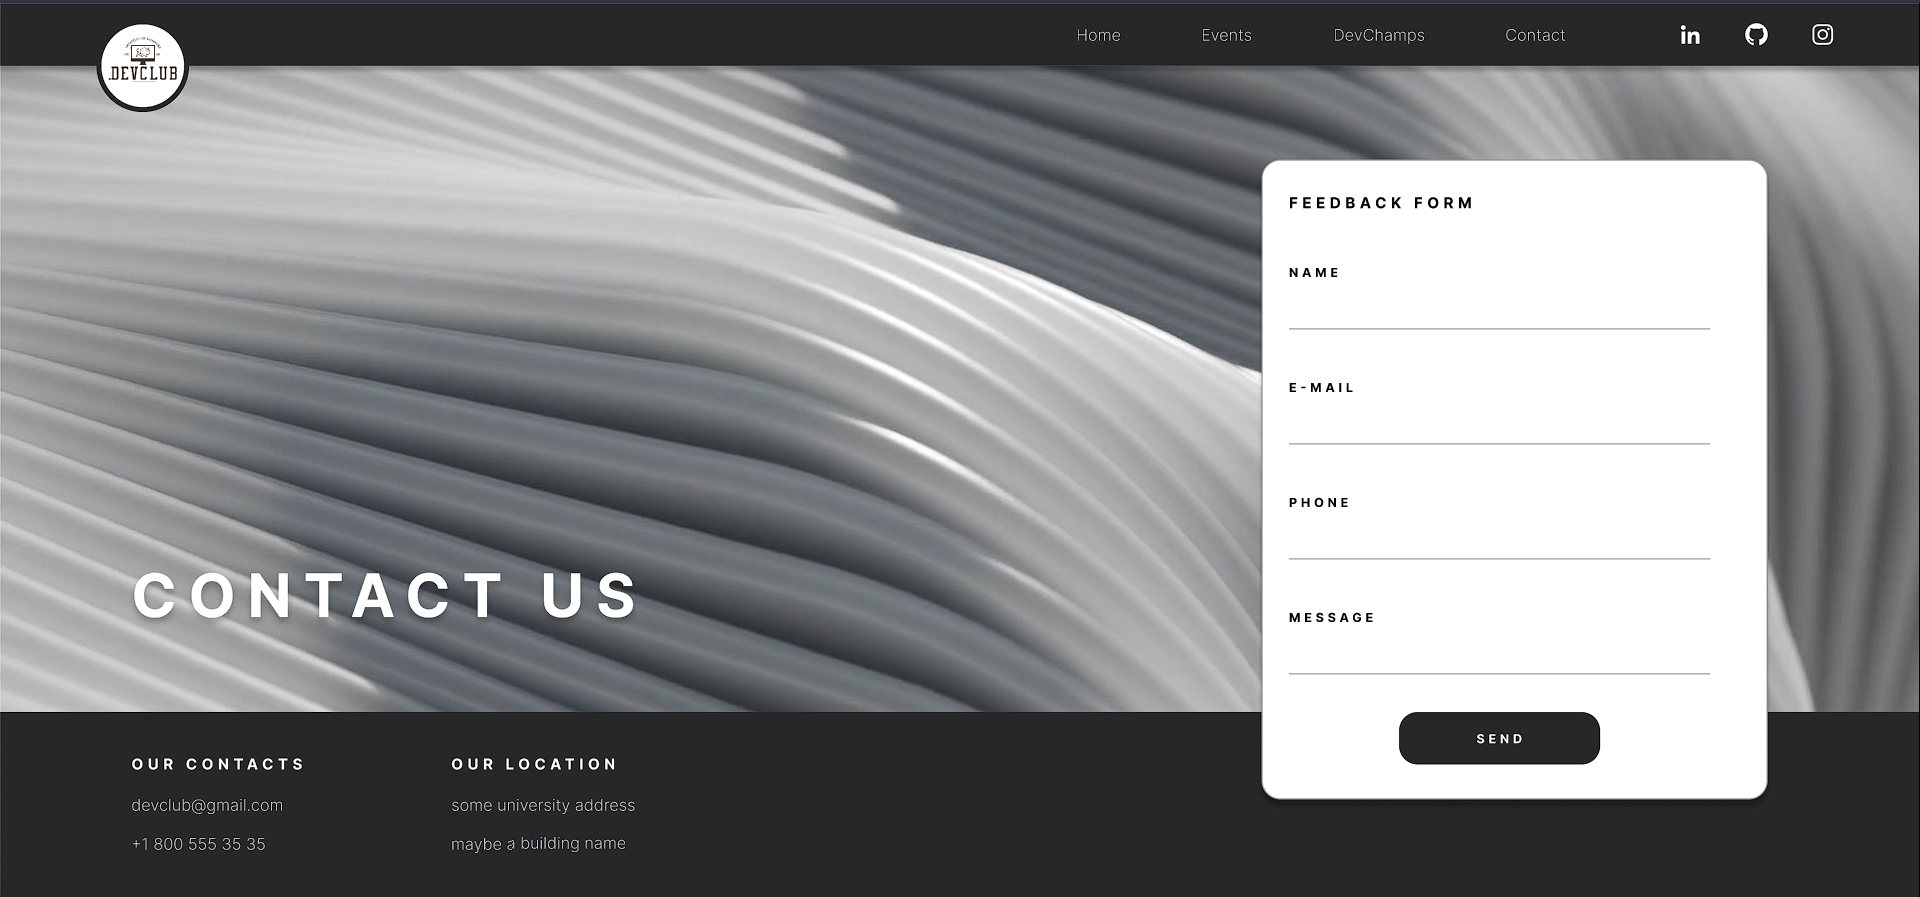 .DEVCLUB
Home
Events
DevChamps
Contact
in
CONTACT US
FEEDBACK FORM
NAME
E-MAIL
PHONE
MESSAGE
SEND
OUR CONTACTS
devclub@gmail.com
+1 800 555 35 35
OUR LOCATION
some university address
maybe a building name